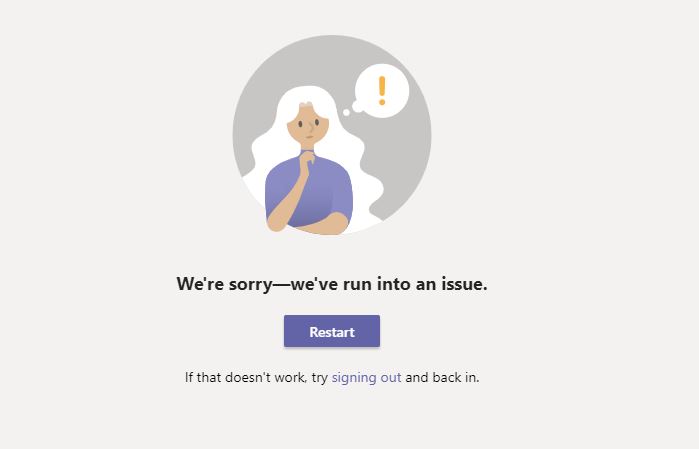 !
We're sorry—we've run into an issue.
Restart
If that doesn't work, try signing out and back in.